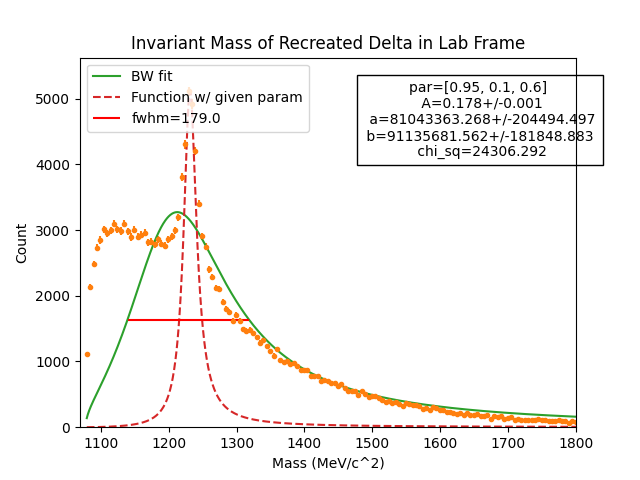 Invariant Mass of Recreated Delta in Lab Frame
BW fit
Function w/ given param
fwhm=179.0
par=[0.95, 0.1, 0.6]
A=0.178+/-0.001
a=81043363.268+/-204494.497
b=91135681.562+/-181848.883
chi_sq=24306.292
Count
5000
4000
3000
2000
1000
0
1100 1200 1300 1400 1500 1600 1700 1800
Mass (MeV/c^2)